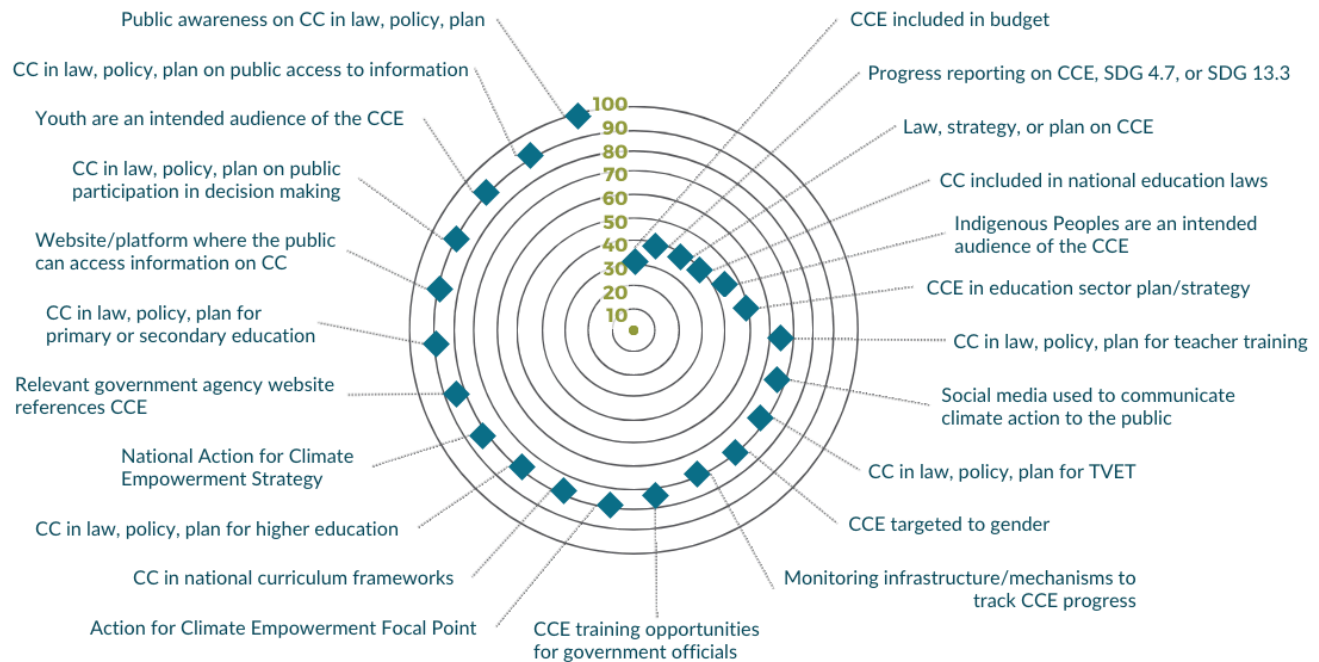 Public awareness on CC in law, policy, plan
CC in law, policy, plan on public access to information
Youth are an intended audience of the CCE
CC in law, policy, plan on public
participation in decision making
Website/platform where the public
can access information on CC
CC in law, policy, plan for
primary or secondary education
Relevant government agency website
references CCE
National Action for Climate
Empowerment Strategy
CC in law, policy, plan for higher education
CC in national curriculum frameworks
Action for Climate Empowerment Focal Point
100
90
80
70
60
50
40
30
20
10
CCE included in budget
Progress reporting on CCE, SDG 4.7, or SDG 13.3
Law, strategy, or plan on CCE
CC included in national education laws
Indigenous Peoples are an intended
audience of the CCE
CCE in education sector plan/strategy
CC in law, policy, plan for teacher training
Social media used to communicate
climate action to the public
CC in law, policy, plan for TVET
CCE targeted to gender
Monitoring infrastructure/mechanisms to
track CCE progress
CCE training opportunities
for government officials